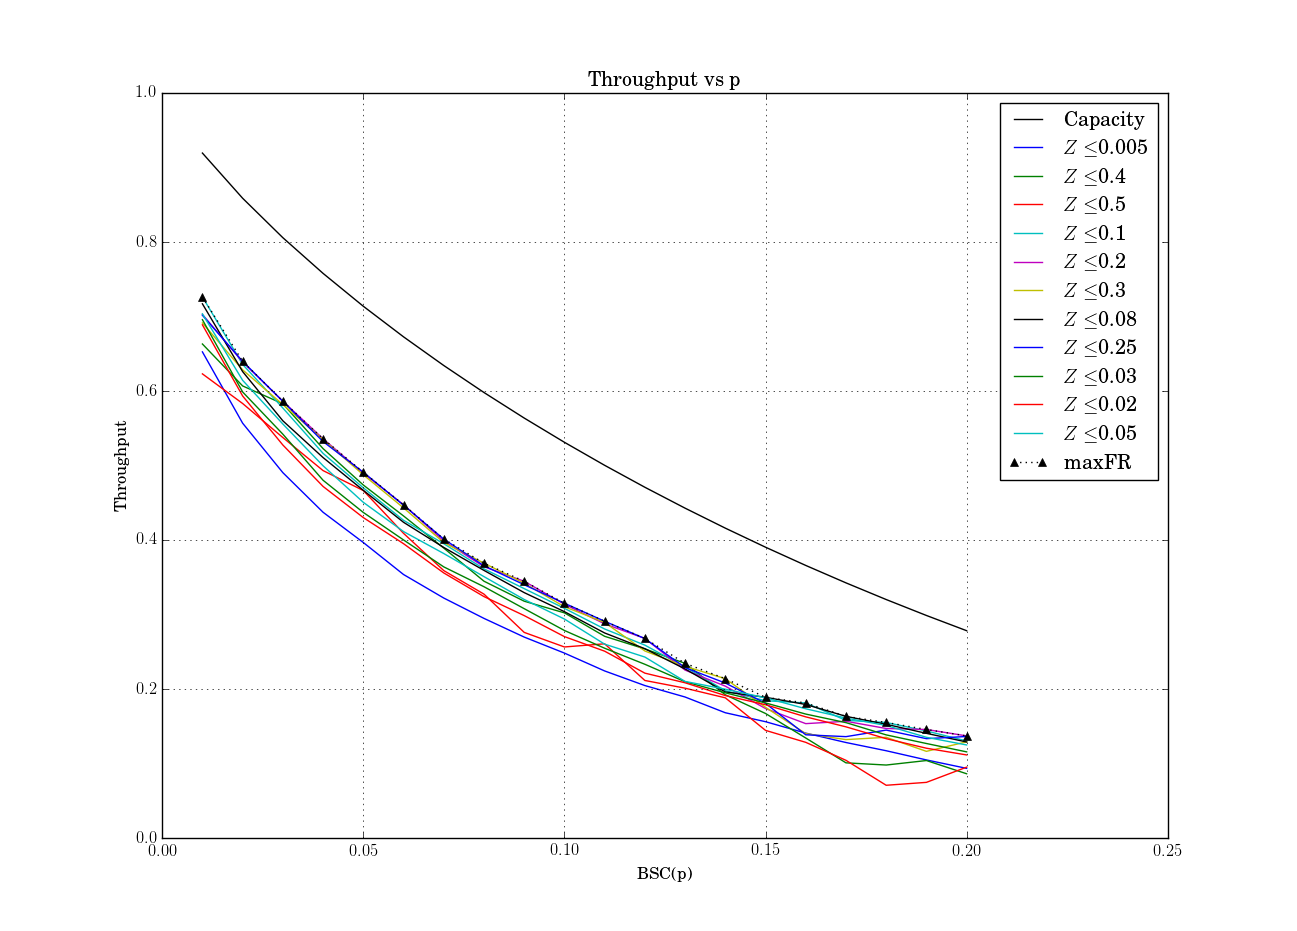 Throughput vs p
1.0
0.8
0.6
0.4
0.2
0.0
Throughput
0.00
0.05
0.10
0.15
0.20
0.25
BSC(p)
Capacity
Z ≤0.005
Z ≤0.4
Z ≤0.5
Z ≤0.1
Z ≤0.2
Z ≤0.3
Z ≤0.08
Z ≤0.25
Z ≤0.03
Z ≤0.02
Z ≤0.05
maxFR